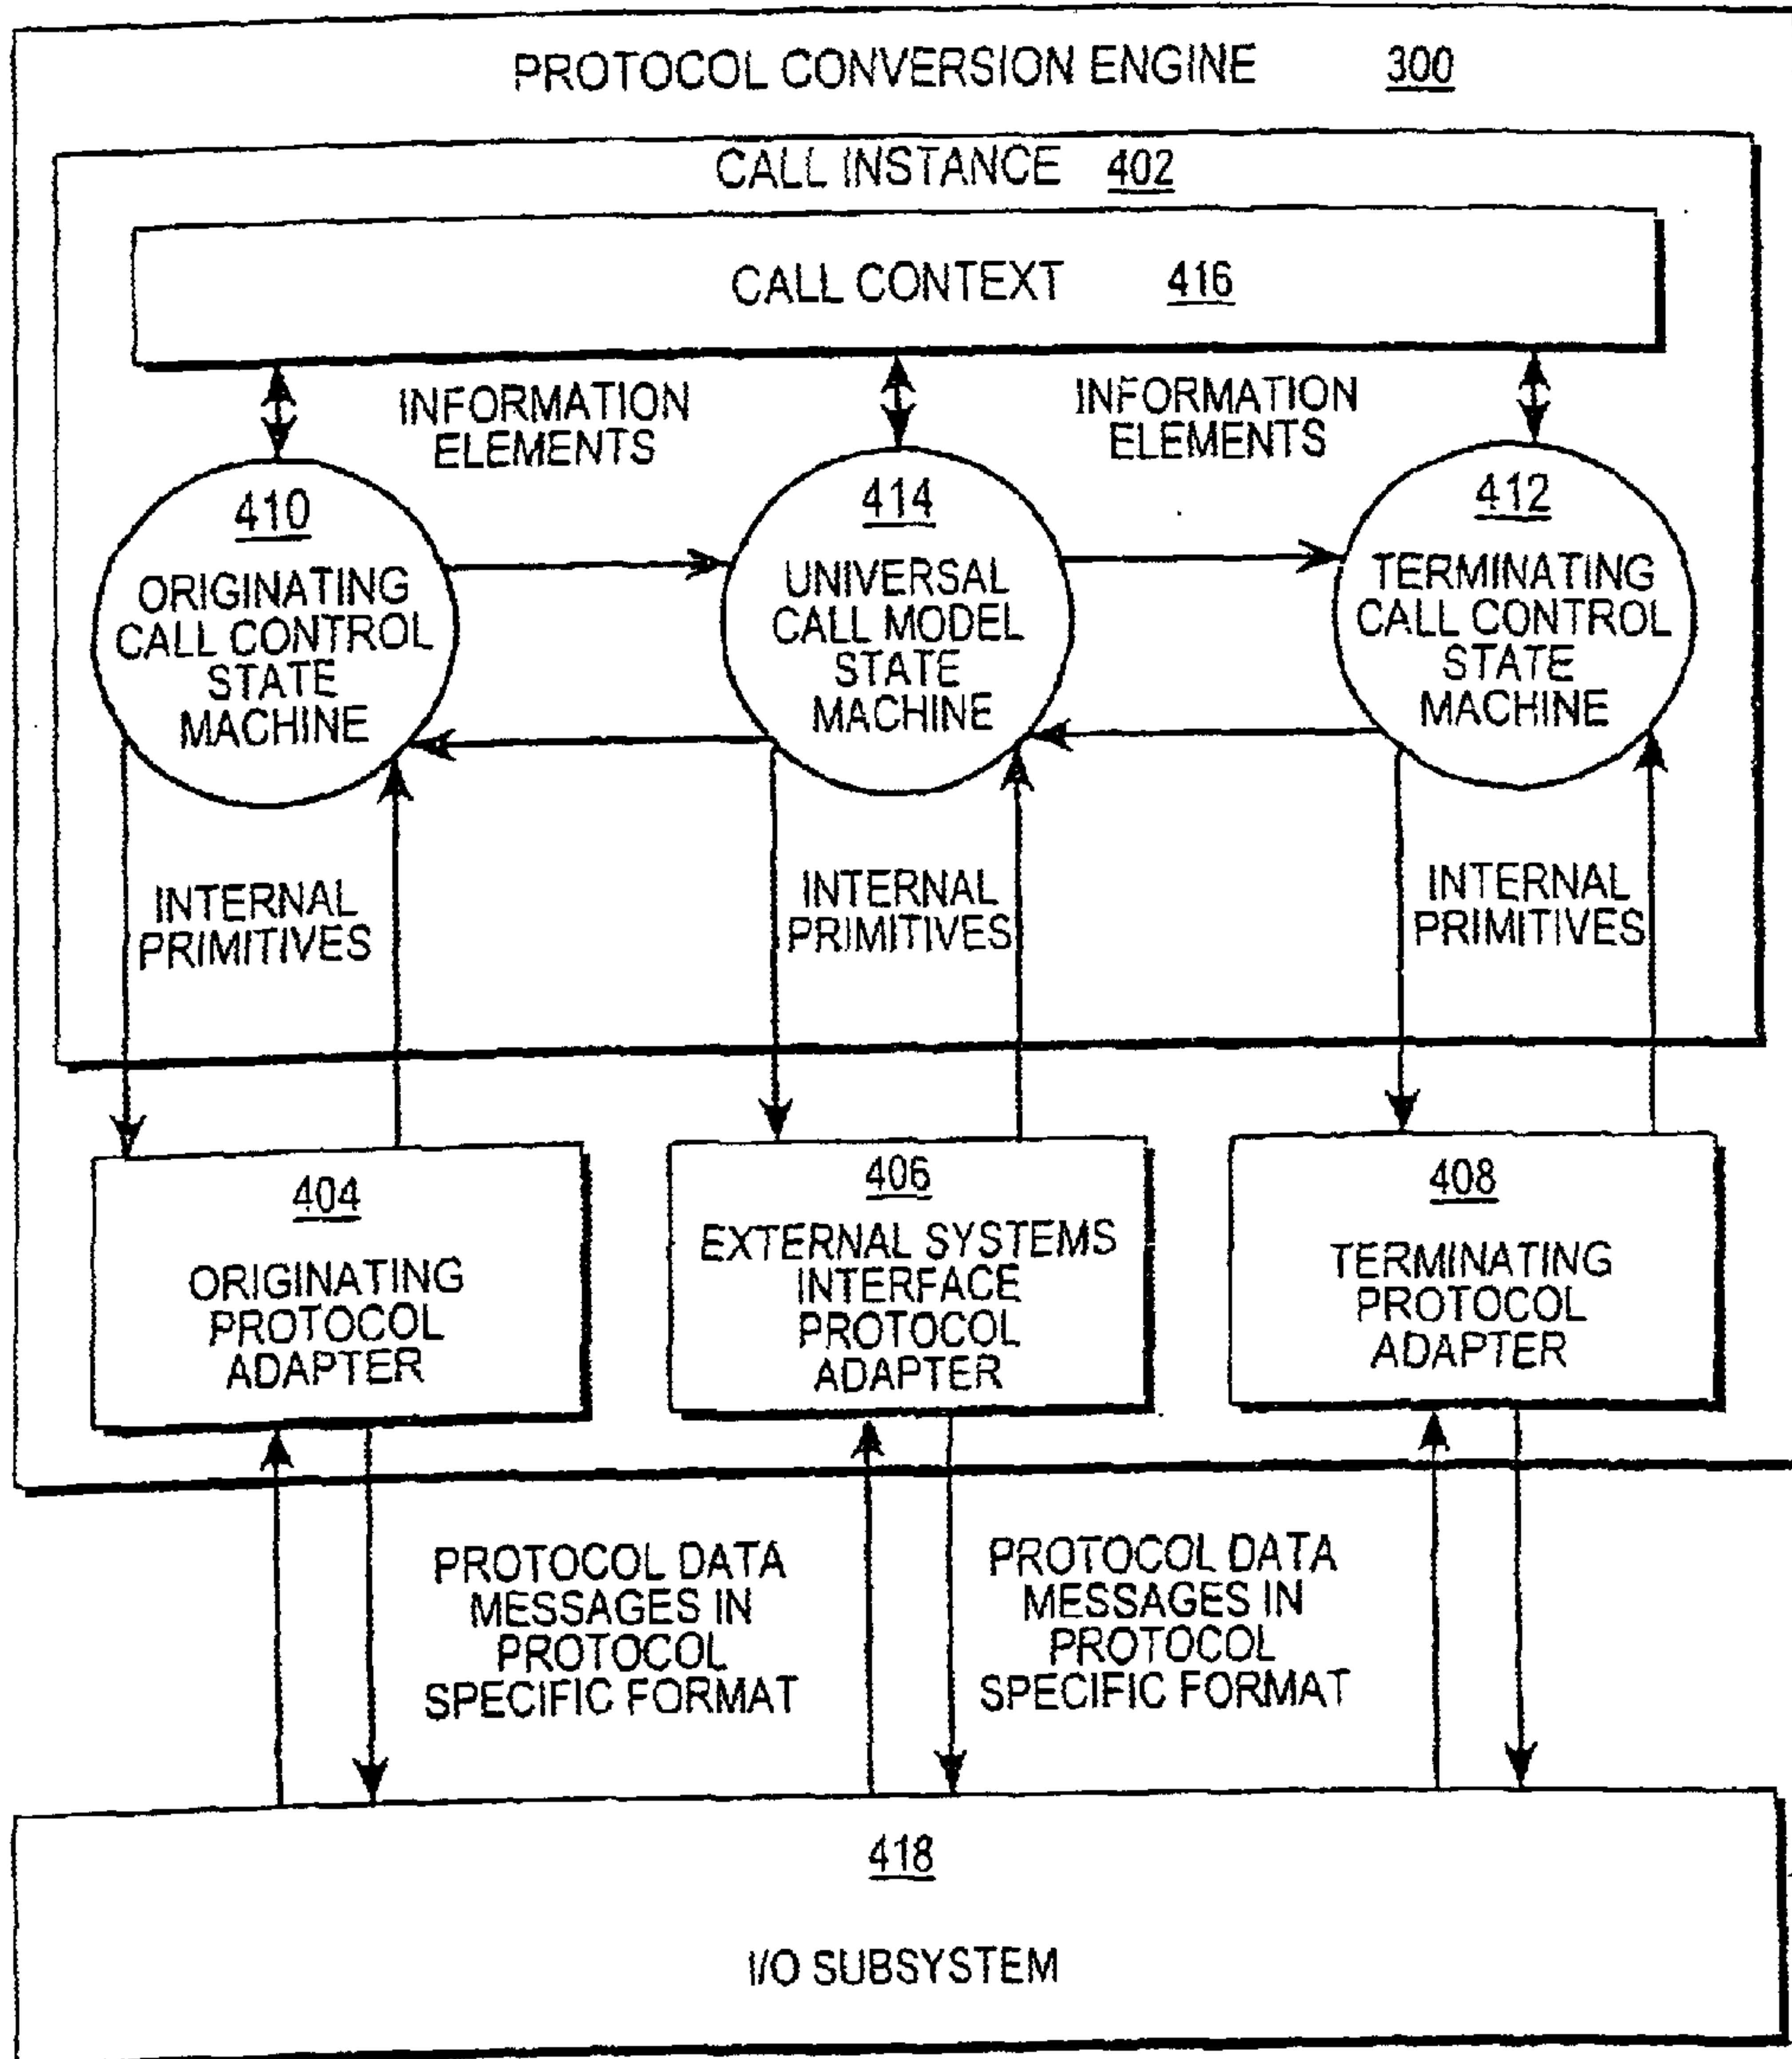 PROTOCOL CONVERSION ENGINE 300
CALL INSTANCE 402
CALL CONTEXT 416
INFORMATION
ELEMENTS
INFORMATION
ELEMENTS
410
ORIGINATING
CALL CONTROL
STATE
MACHINE
414
UNIVERSAL
CALL MODEL
STATE
MACHINE
412
TERMINATING
CALL CONTROL
STATE
MACHINE
INTERNAL
PRIMITIVES
INTERNAL
PRIMITIVES
INTERNAL
PRIMITIVES
404
ORIGINATING
PROTOCOL
ADAPTER
406
EXTERNAL SYSTEMS
INTERFACE
PROTOCOL
ADAPTER
408
TERMINATING
PROTOCOL
ADAPTER
PROTOCOL DATA
MESSAGES IN
PROTOCOL
SPECIFIC FORMAT
PROTOCOL DATA
MESSAGES IN
PROTOCOL
SPECIFIC FORMAT
418
I/O SUBSYSTEM